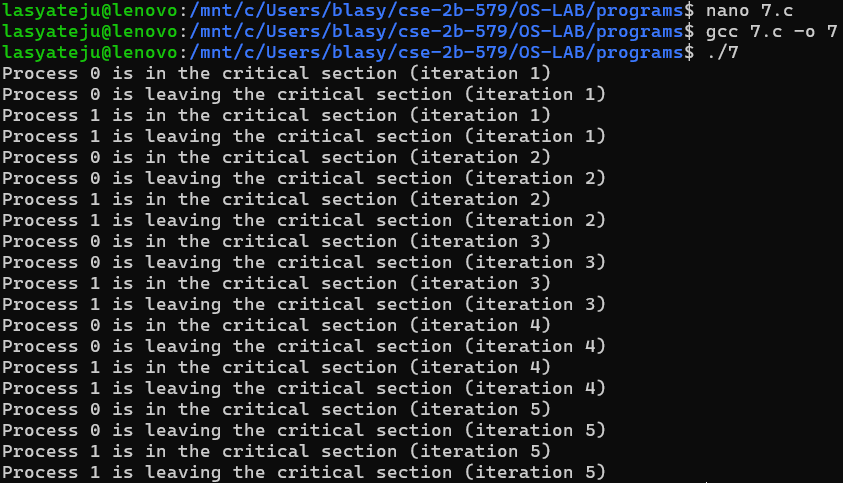 lasyateju@lenovo:/mnt/c/Users/blasy/cse-2b-579/OS-LAB/programs$ nano 7.c
lasyateju@lenovo:/mnt/c/Users/blasy/cse-2b-579/OS-LAB/programs$ gcc 7.c -o 7
lasyateju@lenovo:/mnt/c/Users/blasy/cse-2b-579/OS-LAB/programs$ ./7
Process 0 is in the critical section (iteration 1)
Process 0 is leaving the critical section (iteration 1)
Process 1 is in the critical section (iteration 1)
Process 1 is leaving the critical section (iteration 1)
Process 0 is in the critical section (iteration 2)
Process 0 is leaving the critical section (iteration 2)
Process 1 is in the critical section (iteration 2)
Process 1 is leaving the critical section (iteration 2)
Process 0 is in the critical section (iteration 3)
Process 0 is leaving the critical section (iteration 3)
Process 1 is in the critical section (iteration 3)
Process 1 is leaving the critical section (iteration 3)
Process 0 is in the critical section (iteration 4)
Process 0 is leaving the critical section (iteration 4)
Process 1 is in the critical section (iteration 4)
Process 1 is leaving the critical section (iteration 4)
Process 0 is in the critical section (iteration 5)
Process 0 is leaving the critical section (iteration 5)
Process 1 is in the critical section (iteration 5)
Process 1 is leaving the critical section (iteration 5)